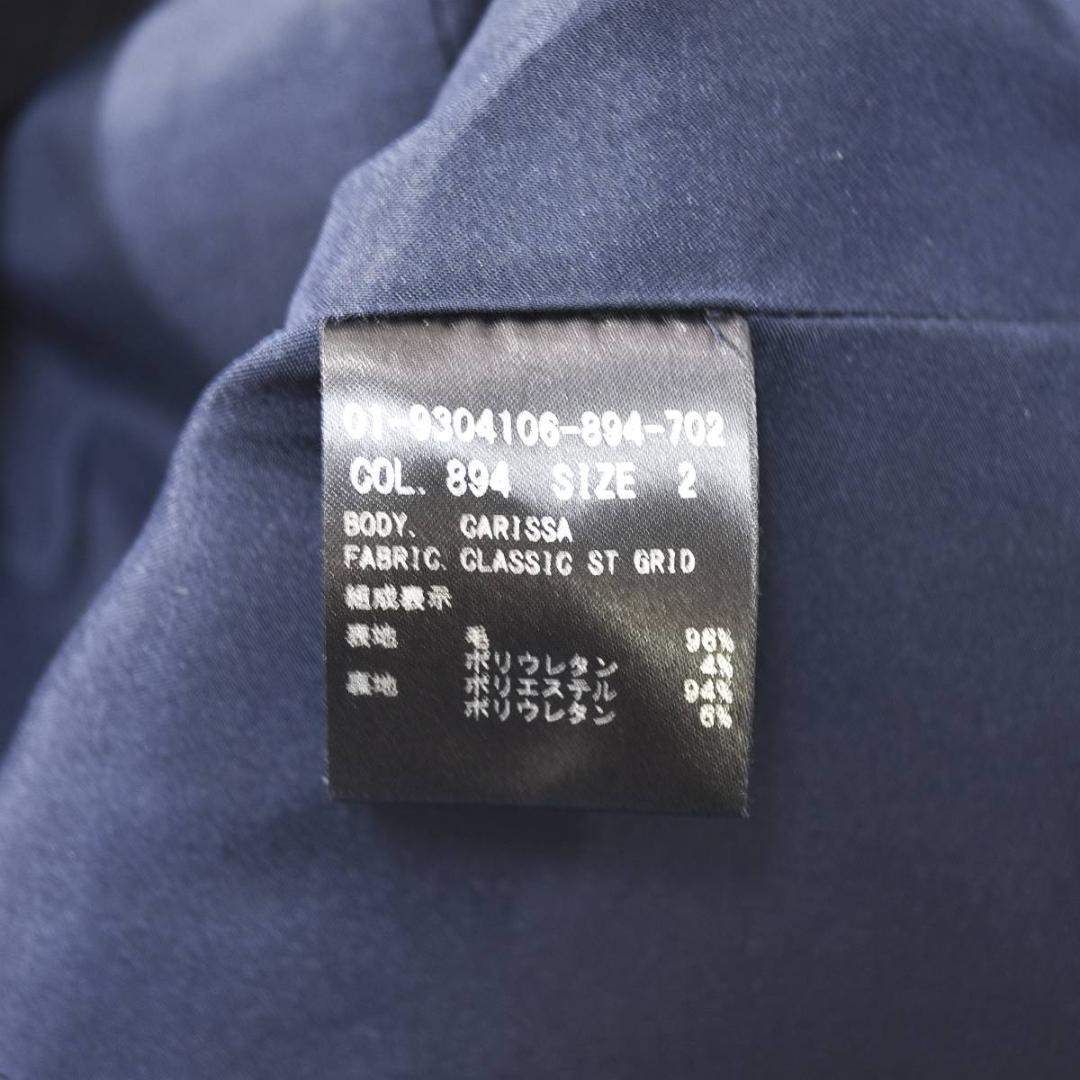 01-9304106-894-702
COL. 894 SIZE 2
BODY. CARISSA
FABRIC. CLASSIC ST GRID
組成表示
表地 毛 96%
ポリウレタン 4%
裏地 ポリエステル 94%
ポリウレタン 6%